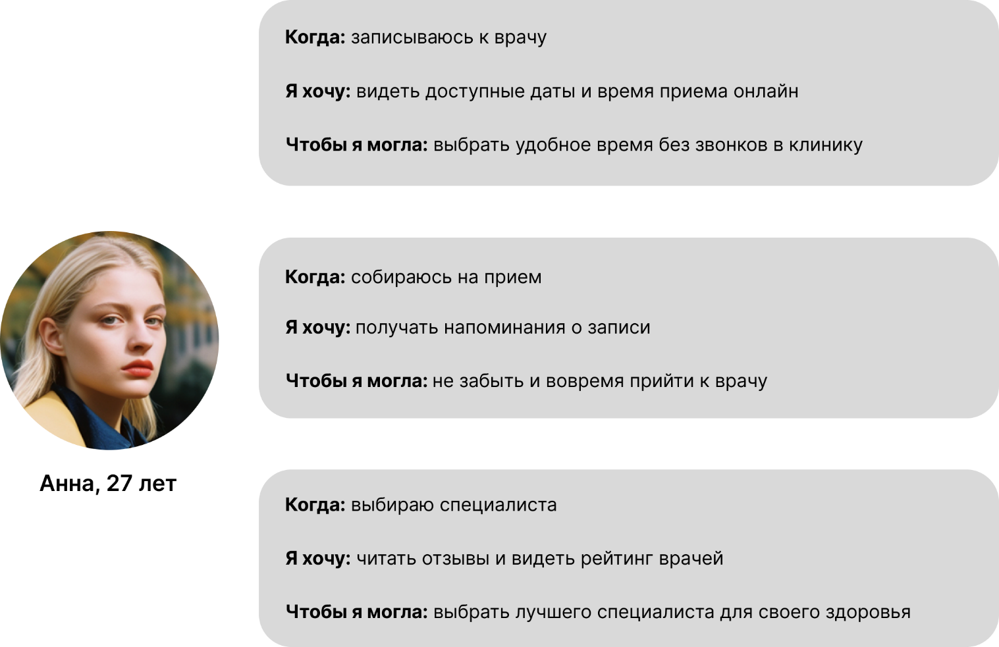 Когда: записываюсь к врачу
Я хочу: видеть доступные даты и время приема онлайн
Чтобы я могла: выбрать удобное время без звонков в клинику
Когда: собираюсь на прием
Я хочу: получать напоминания о записи
Чтобы я могла: не забыть и вовремя прийти к врачу
Анна, 27 лет
Когда: выбираю специалиста
Я хочу: читать отзывы и видеть рейтинг врачей
Чтобы я могла: выбрать лучшего специалиста для своего здоровья